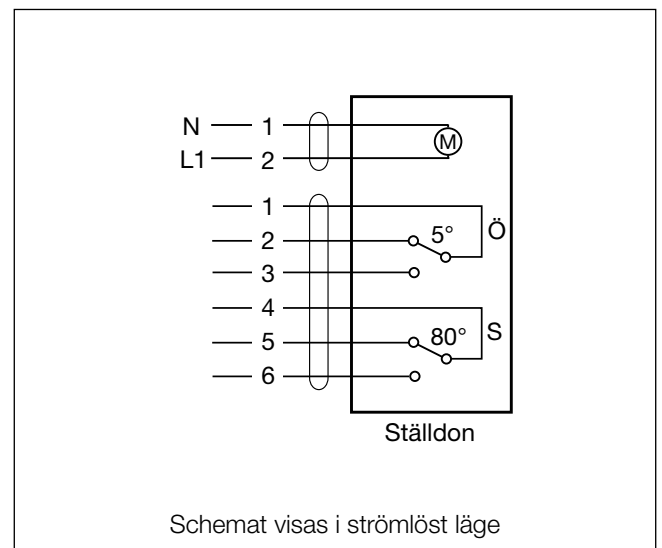 N 1
M
L1 2
1
Ö
2 5°
3
4
S
5 80°
6
Ställdon
Schemat visas i strömlöst läge